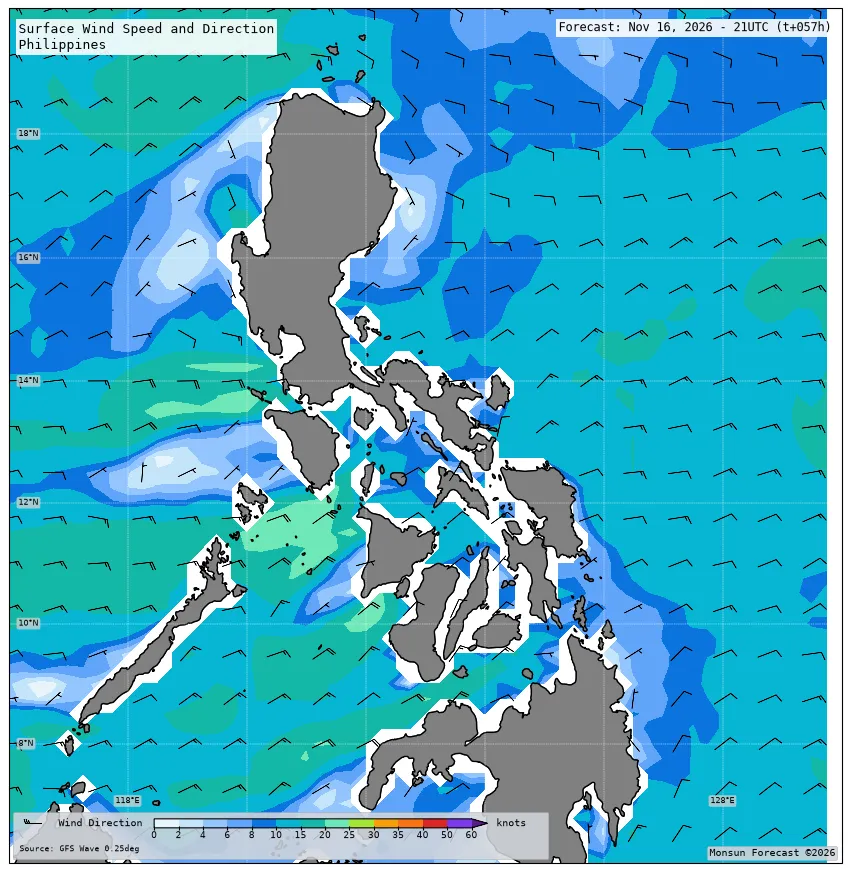 Surface Wind Speed and Direction
Philippines
Forecast: Nov 16, 2026 - 21UTC (t+057h)
18°N
16°N
14°N
12°N
10°N
8°N
118°E
128°E
Wind Direction
0 2 4 6 8 10 15 20 25 30 35 40 50 60 knots
Source: GFS Wave 0.25deg
Monsun Forecast ©2026